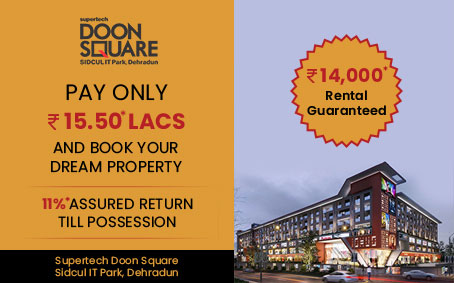 supertech
DOON
SQUARE
SIDCUL IT Park, Dehradun
PAY ONLY
₹ 15.50* LACS
AND BOOK YOUR
DREAM PROPERTY
11%* ASSURED RETURN
TILL POSSESSION
Supertech Doon Square
Sidcul IT Park, Dehradun
₹ 14,000*
Rental
Guaranteed